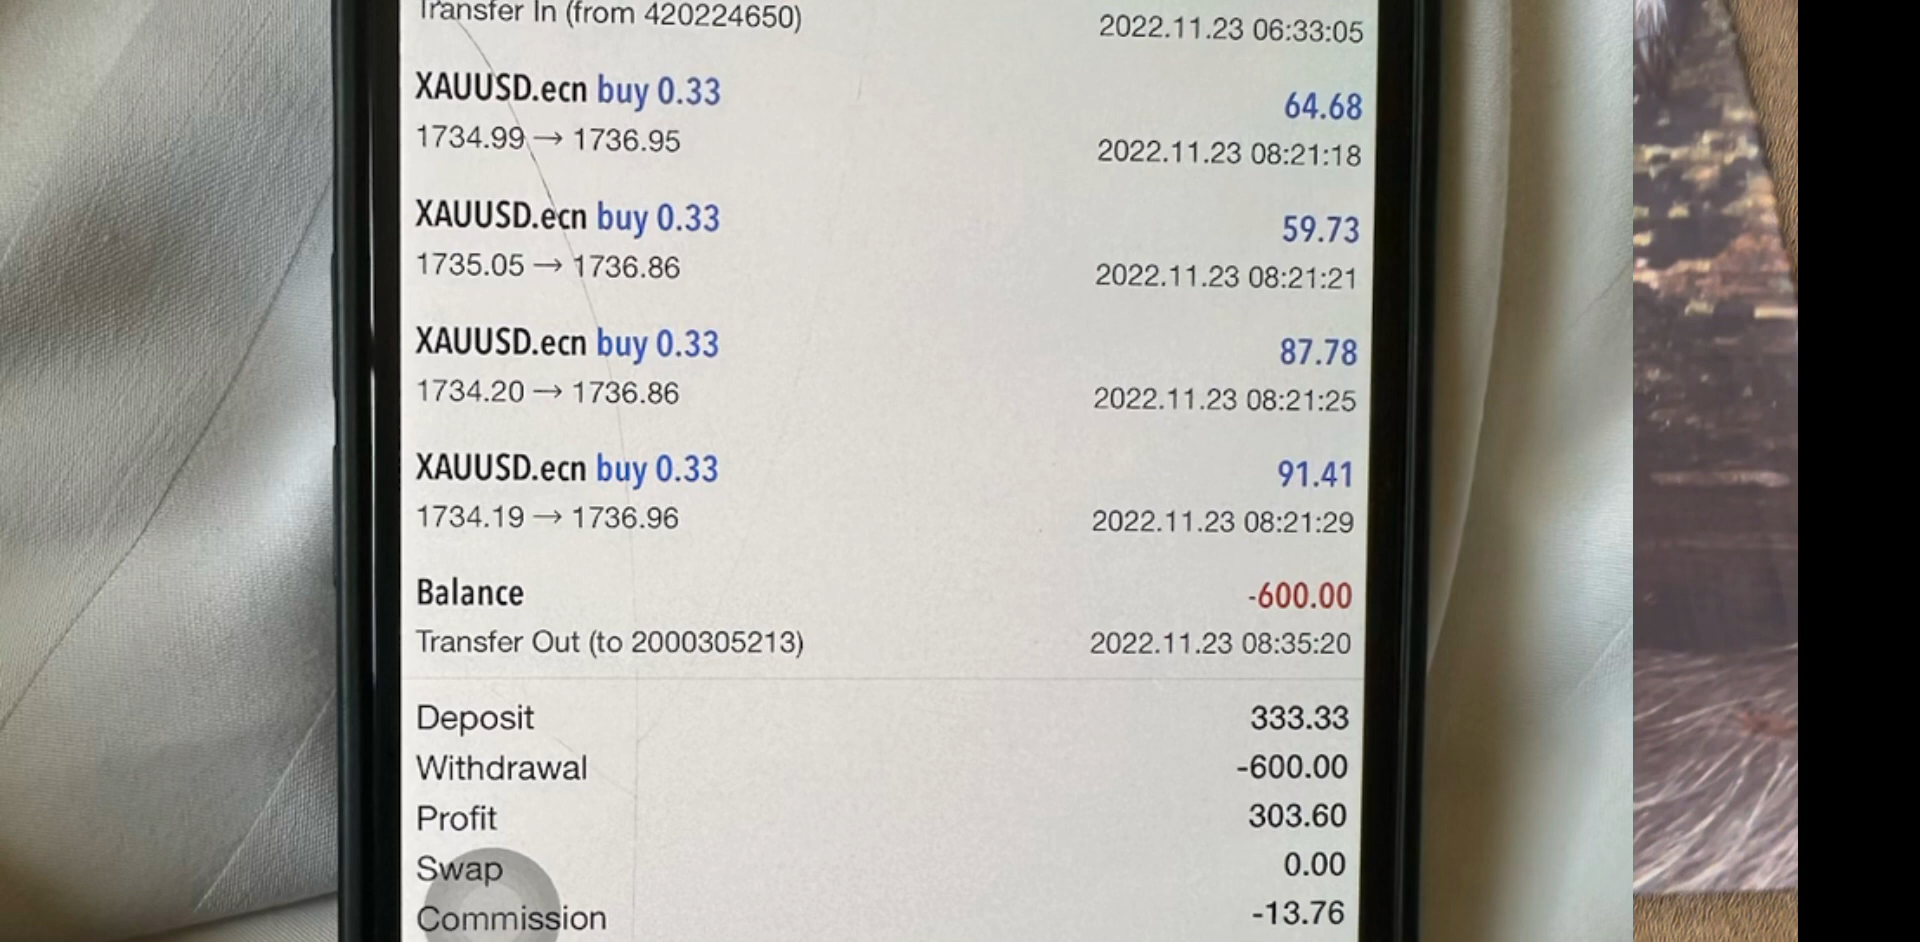 Transfer In (from 420224650) 2022.11.23 06:33:05
XAUUSD.ecn buy 0.33 64.68
1734.99 → 1736.95 2022.11.23 08:21:18
XAUUSD.ecn buy 0.33 59.73
1735.05 → 1736.86 2022.11.23 08:21:21
XAUUSD.ecn buy 0.33 87.78
1734.20 → 1736.86 2022.11.23 08:21:25
XAUUSD.ecn buy 0.33 91.41
1734.19 → 1736.96 2022.11.23 08:21:29
Balance -600.00
Transfer Out (to 2000305213) 2022.11.23 08:35:20
Deposit 333.33
Withdrawal -600.00
Profit 303.60
Swap 0.00
Commission -13.76